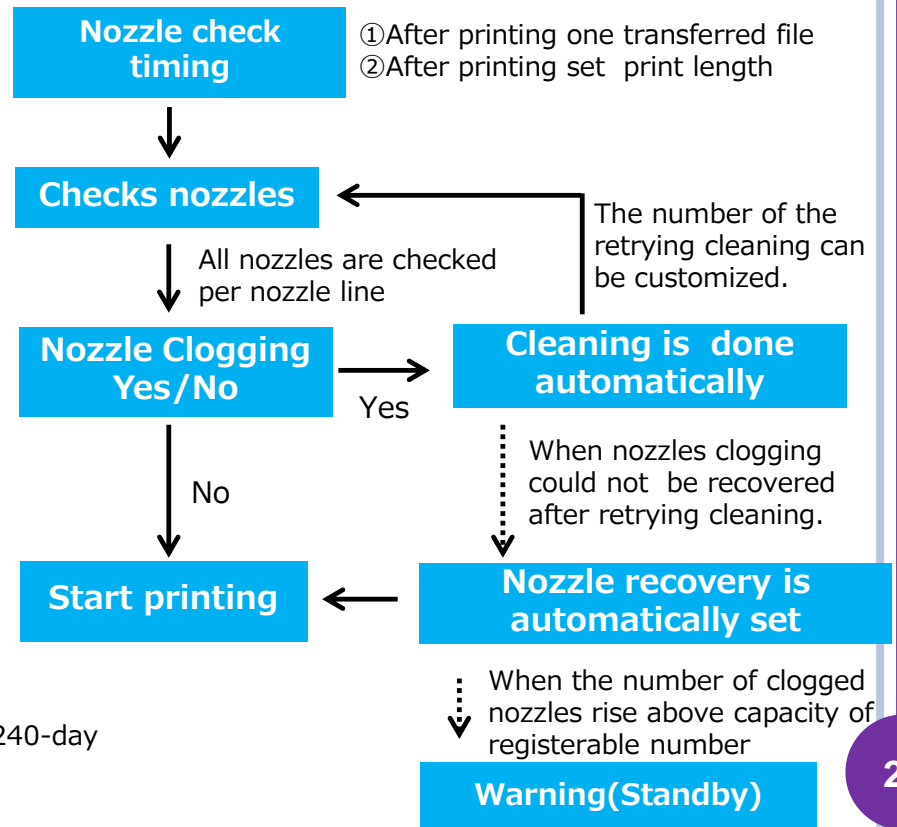 Nozzle check
timing
①After printing one transferred file
②After printing set print length
Checks nozzles
The number of the
retrying cleaning can
be customized.
All nozzles are checked
per nozzle line
Nozzle Clogging
Yes/No
Yes
Cleaning is done
automatically
No
When nozzles clogging
could not be recovered
after retrying cleaning.
Start printing
Nozzle recovery is
automatically set
When the number of clogged
nozzles rise above capacity of
registerable number
240-day
Warning(Standby)
2